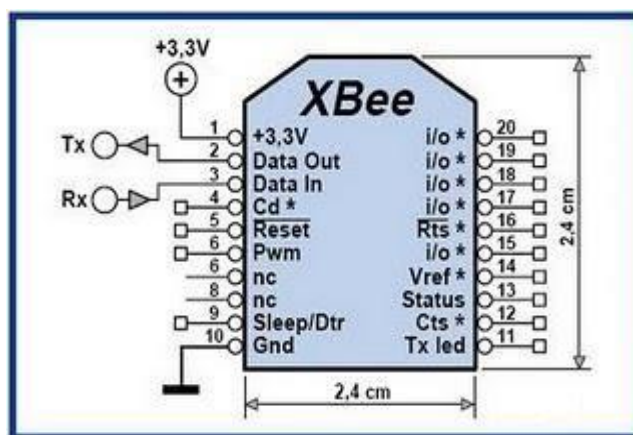 +3,3V
XBee
1 +3,3V i/o * 20
Tx 2 Data Out i/o * 19
3 Data In i/o * 18
Rx 4 Cd * i/o * 17
5 Reset Rts * 16
6 Pwm i/o * 15
6 nc Vref * 14
8 nc Status 13
9 Sleep/Dtr Cts * 12
10 Gnd Tx led 11
2,4 cm
2,4 cm